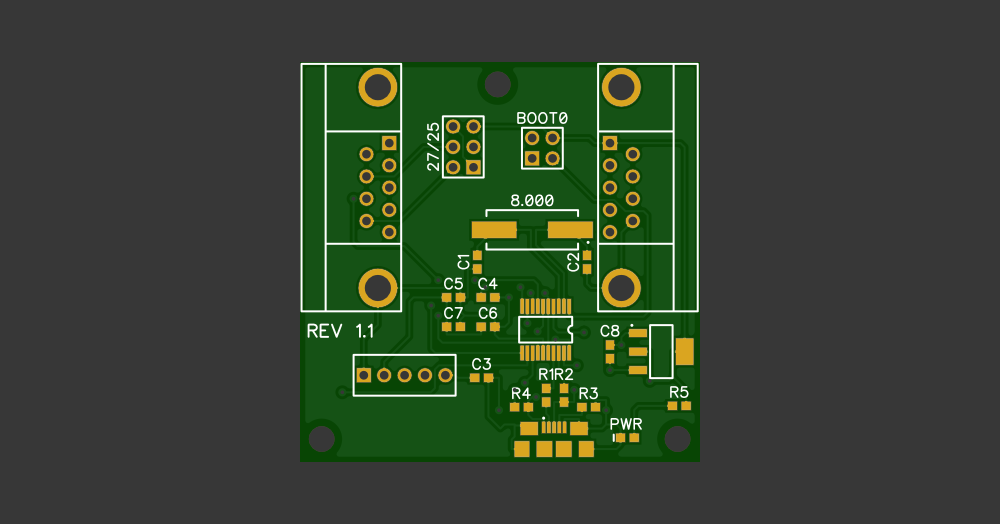 BOOT0
27/25
8.000
C1
C2
C5 C4
C7 C6
REV 1.1
C8
C3
R1R2
R4
R3
R5
PWR